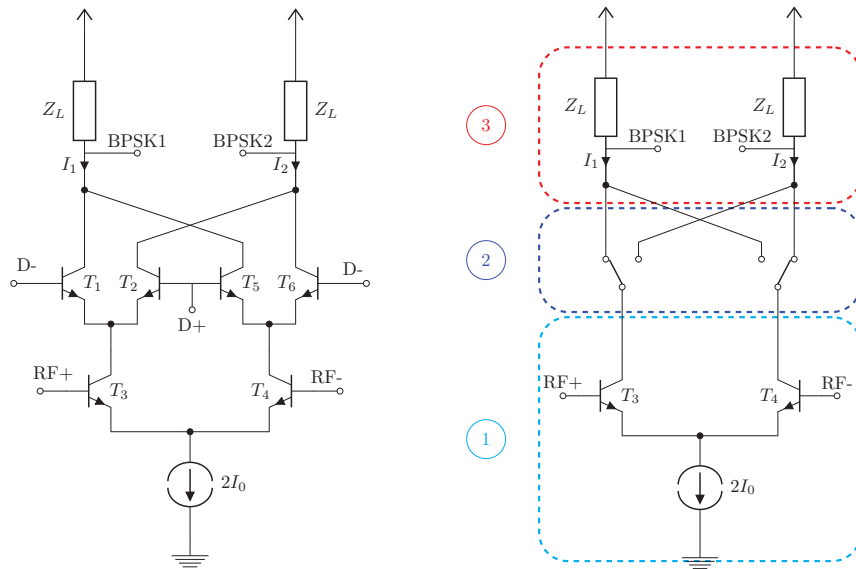 Z_L
Z_L
BPSK1
BPSK2
I_1
I_2
D-
T_1
T_2
T_5
T_6
D-
D+
RF+
T_3
T_4
RF-
2I_0
3
Z_L
Z_L
BPSK1
BPSK2
I_1
I_2
2
RF+
T_3
T_4
RF-
1
2I_0